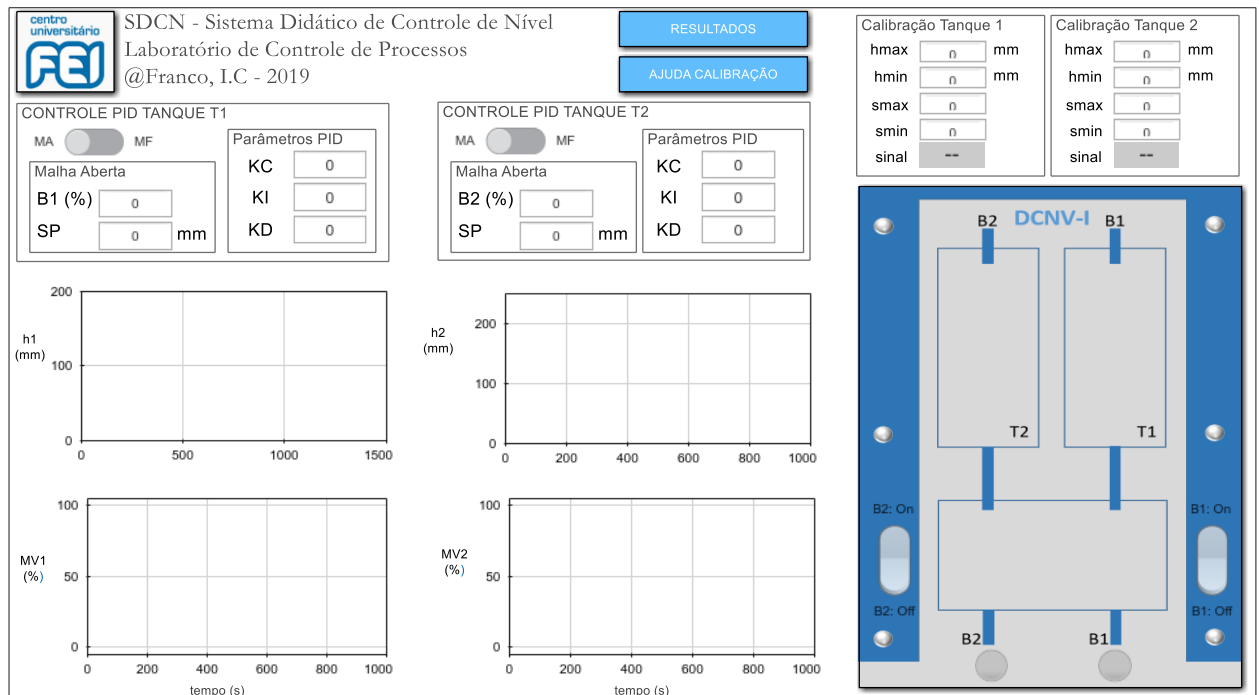 centro
universitário
FEI
SDCN - Sistema Didático de Controle de Nível
Laboratório de Controle de Processos
@Franco, I.C - 2019
RESULTADOS
AJUDA CALIBRAÇÃO
Calibração Tanque 1
hmax 0 mm
hmin 0 mm
smax 0
smin 0
sinal --
Calibração Tanque 2
hmax 0 mm
hmin 0 mm
smax 0
smin 0
sinal --
CONTROLE PID TANQUE T1
MA MF
Malha Aberta
B1 (%) 0
SP 0 mm
Parâmetros PID
KC 0
KI 0
KD 0
CONTROLE PID TANQUE T2
MA MF
Malha Aberta
B2 (%) 0
SP 0 mm
Parâmetros PID
KC 0
KI 0
KD 0
h1
(mm)
200
100
0
0 500 1000 1500
h2
(mm)
200
100
0
0 200 400 600 800 1000
MV1
(%)
100
50
0
0 200 400 600 800 1000
tempo (s)
MV2
(%)
100
50
0
0 200 400 600 800 1000
tempo (s)
B2 DCNV-I B1
T2 T1
B2: On B1: On
B2: Off B1: Off
B2 B1